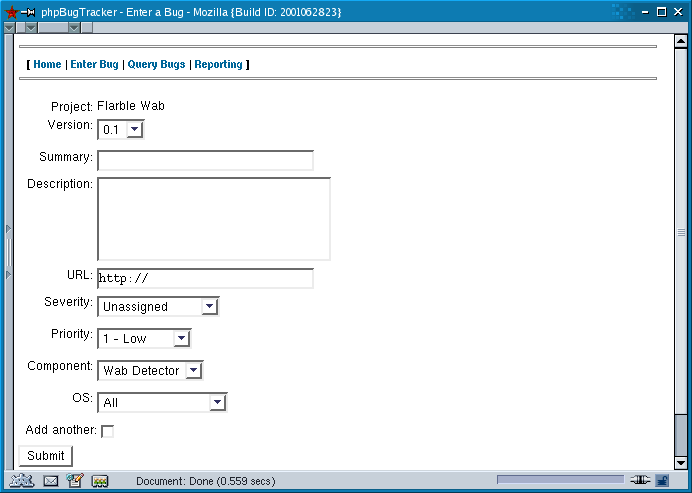 phpBugTracker - Enter a Bug - Mozilla {Build ID: 2001062823}
[ Home | Enter Bug | Query Bugs | Reporting ]
Project: Flarble Wab
Version: 0.1
Summary:
Description:
URL: http://
Severity: Unassigned
Priority: 1 - Low
Component: Wab Detector
OS: All
Add another:
Submit
Document: Done (0.559 secs)